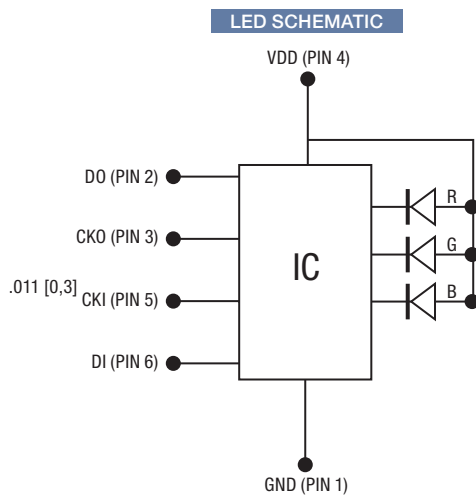 LED SCHEMATIC
VDD (PIN 4)
DO (PIN 2)
R
CKO (PIN 3)
G
IC
.011 [0,3]
CKI (PIN 5)
B
DI (PIN 6)
GND (PIN 1)